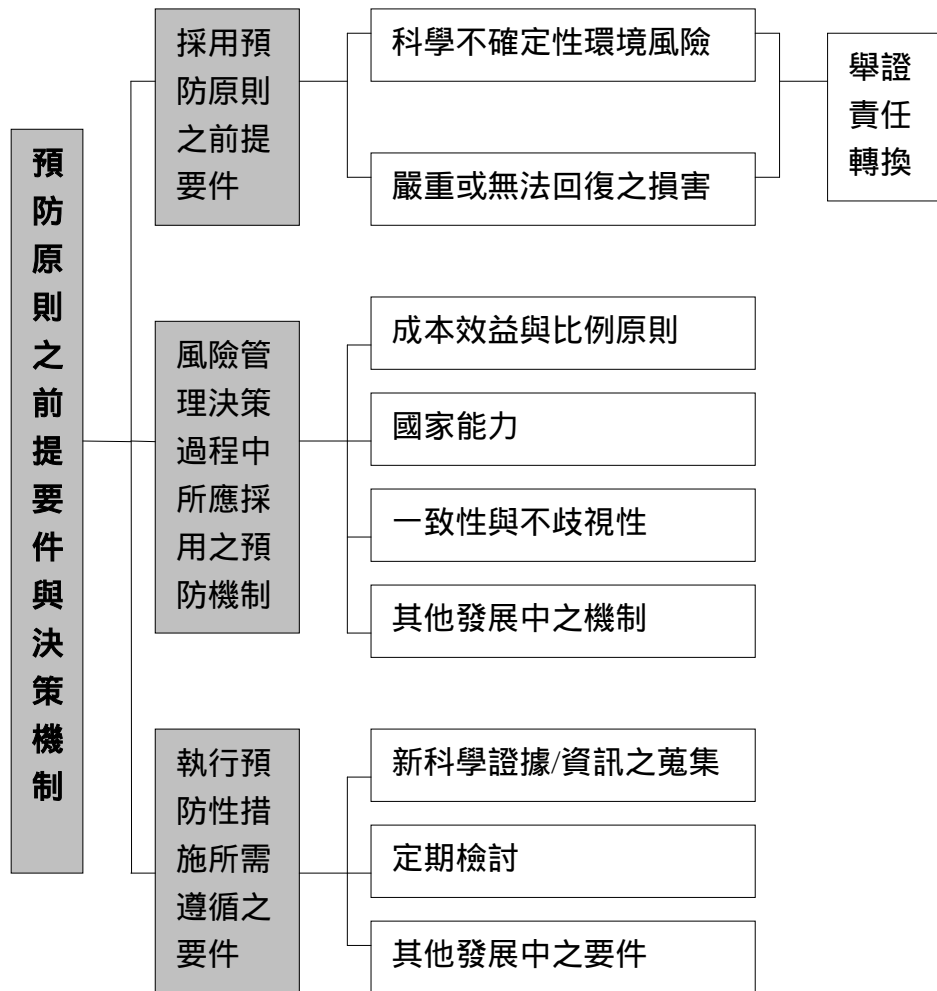 預防原則之前提要件與決策機制
採用預
防原則
之前提
要件
科學不確定性環境風險
嚴重或無法回復之損害
舉證
責任
轉換
風險管
理決策
過程中
所應採
用之預
防機制
成本效益與比例原則
國家能力
一致性與不歧視性
其他發展中之機制
執行預
防性措
施所需
遵循之
要件
新科學證據/資訊之蒐集
定期檢討
其他發展中之要件